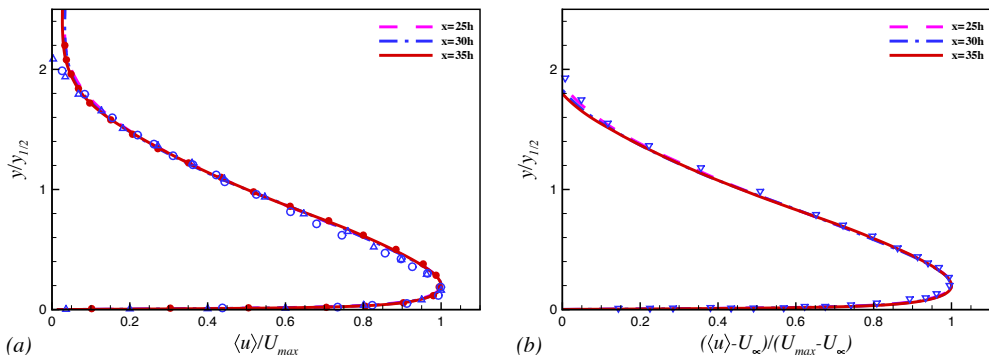 x=25h
x=30h
x=35h
y/y1/2
2
1
0
0 0.2 0.4 0.6 0.8 1
(a)
⟨u⟩/Umax
x=25h
x=30h
x=35h
y/y1/2
2
1
0
0 0.2 0.4 0.6 0.8 1
(b)
(⟨u⟩-U∞)/(Umax-U∞)